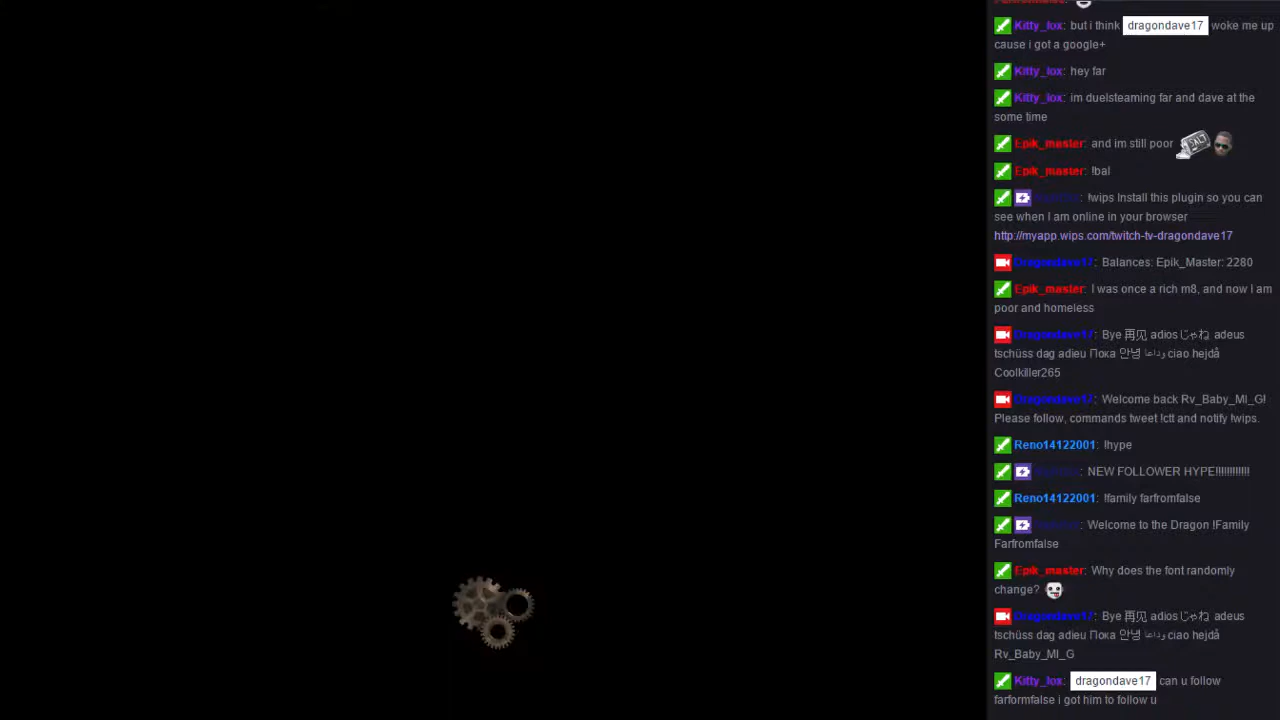 Kitty_lox: but i think dragondave17 woke me up
cause i got a google+
Kitty_lox: hey far
Kitty_lox: im duelsteaming far and dave at the
some time
Epik_master: and im still poor
Epik_master: !bal
: !wips Install this plugin so you can
see when I am online in your browser
http://myapp.wips.com/twitch-tv-dragondave17
Dragondave17: Balances: Epik_Master: 2280
Epik_master: I was once a rich m8, and now I am
poor and homeless
Dragondave17: Bye 再见 adios じゃね adeus
tschüss dag adieu Пока 안녕 وداعا ciao hejdå
Coolkiller265
Dragondave17: Welcome back Rv_Baby_Ml_G!
Please follow, commands tweet !ctt and notify !wips.
Reno14122001: !hype
: NEW FOLLOWER HYPE!!!!!!!!!!!!
Reno14122001: !family farfromfalse
: Welcome to the Dragon !Family
Farfromfalse
Epik_master: Why does the font randomly
change?
Dragondave17: Bye 再见 adios じゃね adeus
tschüss dag adieu Пока 안녕 وداعا ciao hejdå
Rv_Baby_Ml_G
Kitty_lox: dragondave17 can u follow
farformfalse i got him to follow u